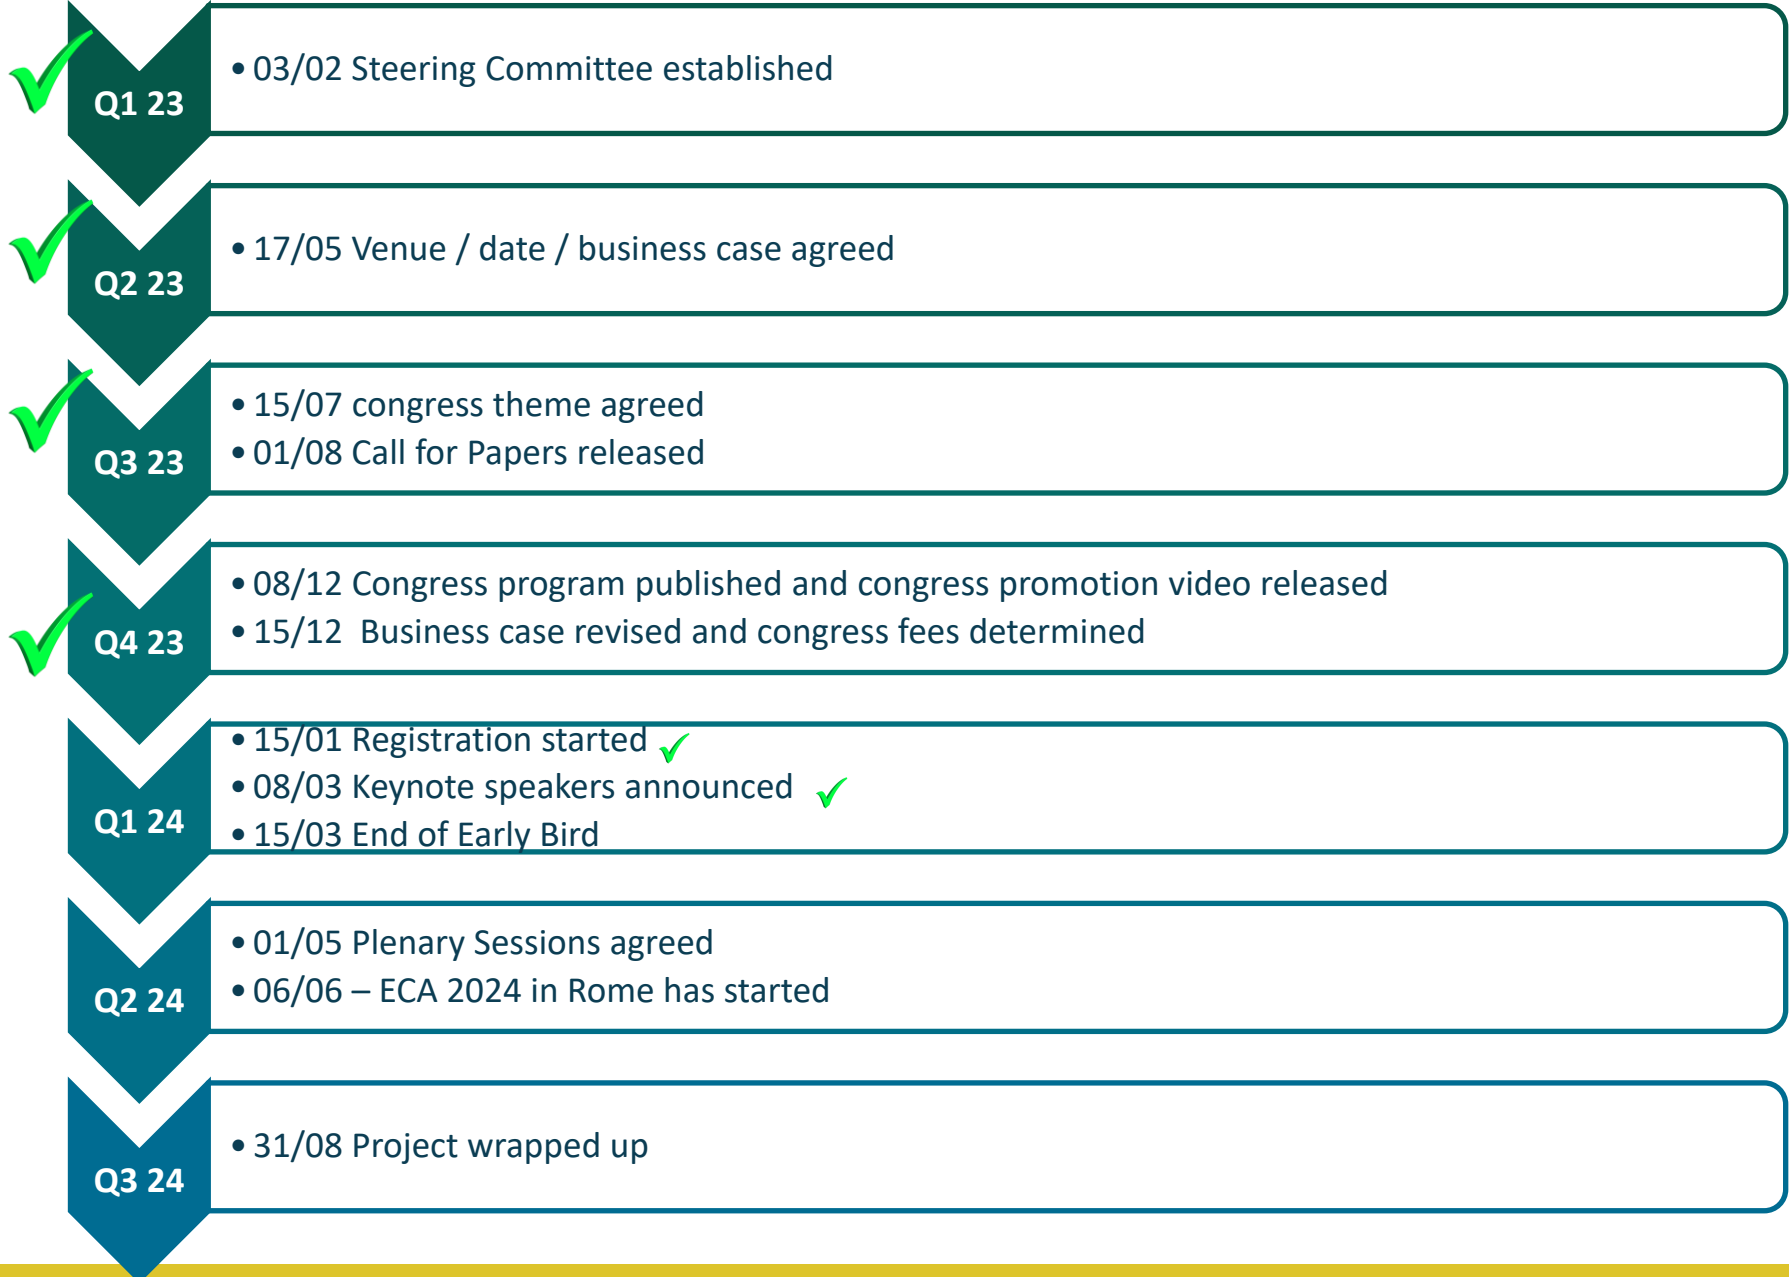 Q1 23
• 03/02 Steering Committee established
Q2 23
• 17/05 Venue / date / business case agreed
Q3 23
• 15/07 congress theme agreed
• 01/08 Call for Papers released
Q4 23
• 08/12 Congress program published and congress promotion video released
• 15/12  Business case revised and congress fees determined
Q1 24
• 15/01 Registration started
• 08/03 Keynote speakers announced
• 15/03 End of Early Bird
Q2 24
• 01/05 Plenary Sessions agreed
• 06/06 – ECA 2024 in Rome has started
Q3 24
• 31/08 Project wrapped up